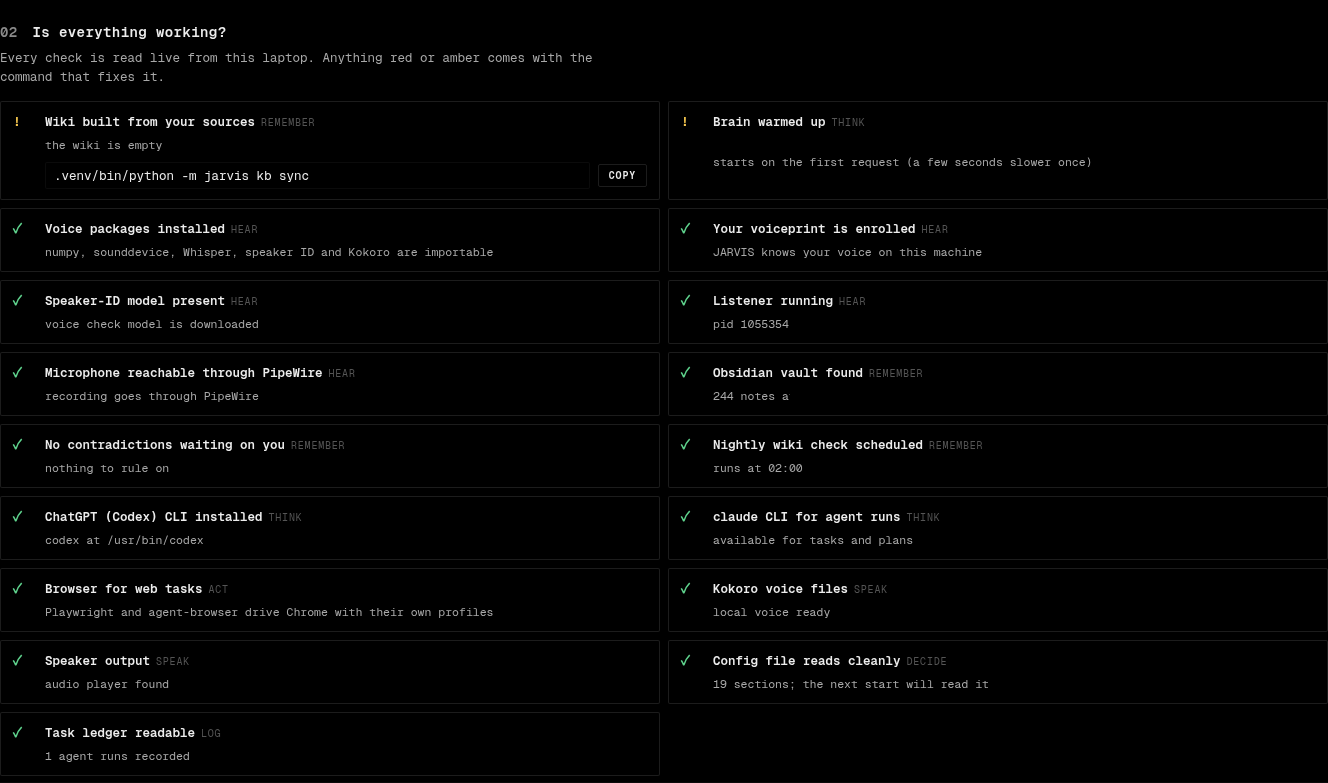 02 Is everything working?
Every check is read live from this laptop. Anything red or amber comes with the
command that fixes it.
! Wiki built from your sources REMEMBER
the wiki is empty
.venv/bin/python -m jarvis kb sync
COPY
! Brain warmed up THINK
starts on the first request (a few seconds slower once)
✓ Voice packages installed HEAR
numpy, sounddevice, Whisper, speaker ID and Kokoro are importable
✓ Your voiceprint is enrolled HEAR
JARVIS knows your voice on this machine
✓ Speaker-ID model present HEAR
voice check model is downloaded
✓ Listener running HEAR
pid 1055354
✓ Microphone reachable through PipeWire HEAR
recording goes through PipeWire
✓ Obsidian vault found REMEMBER
244 notes a
✓ No contradictions waiting on you REMEMBER
nothing to rule on
✓ Nightly wiki check scheduled REMEMBER
runs at 02:00
✓ ChatGPT (Codex) CLI installed THINK
codex at /usr/bin/codex
✓ claude CLI for agent runs THINK
available for tasks and plans
✓ Browser for web tasks ACT
Playwright and agent-browser drive Chrome with their own profiles
✓ Kokoro voice files SPEAK
local voice ready
✓ Speaker output SPEAK
audio player found
✓ Config file reads cleanly DECIDE
19 sections; the next start will read it
✓ Task ledger readable LOG
1 agent runs recorded